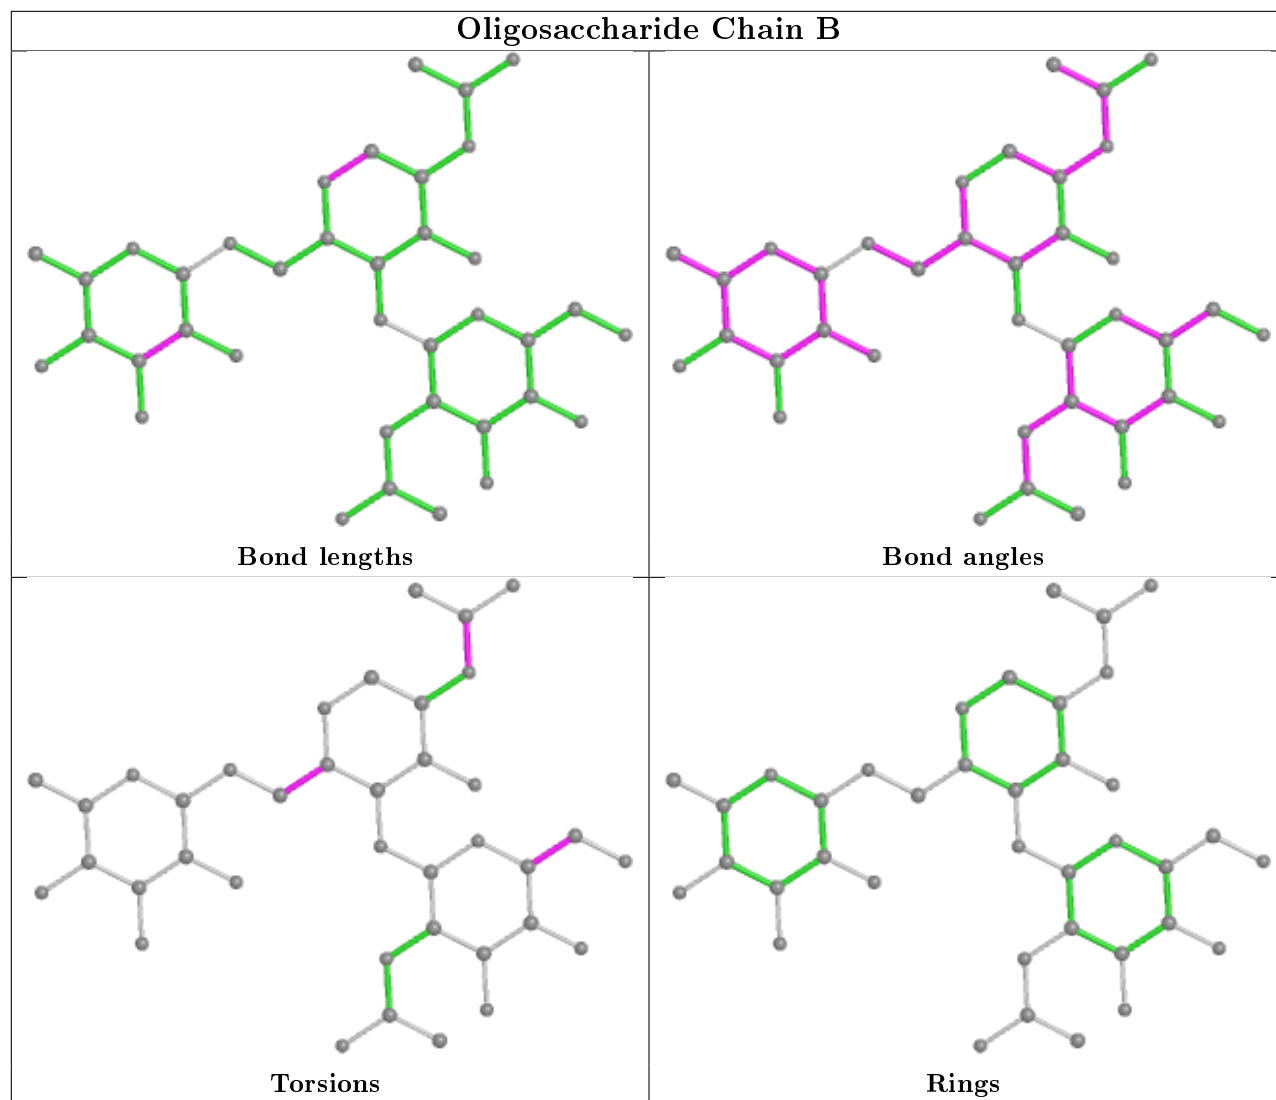 Oligosaccharide Chain B
Bond lengths
Bond angles
Torsions
Rings